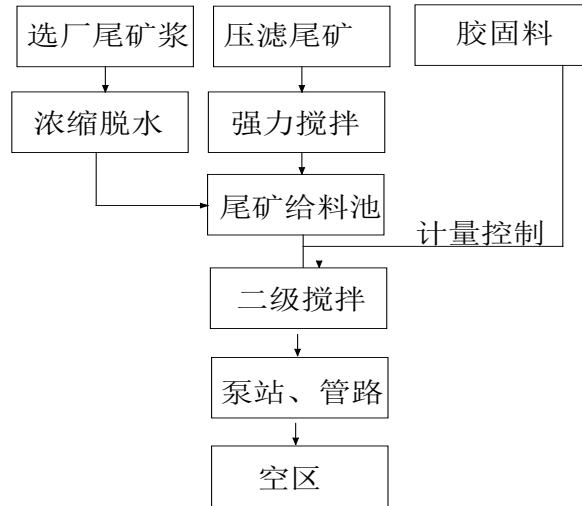 选厂尾矿浆
压滤尾矿
胶固料
浓缩脱水
强力搅拌
尾矿给料池
计量控制
二级搅拌
泵站、管路
空区